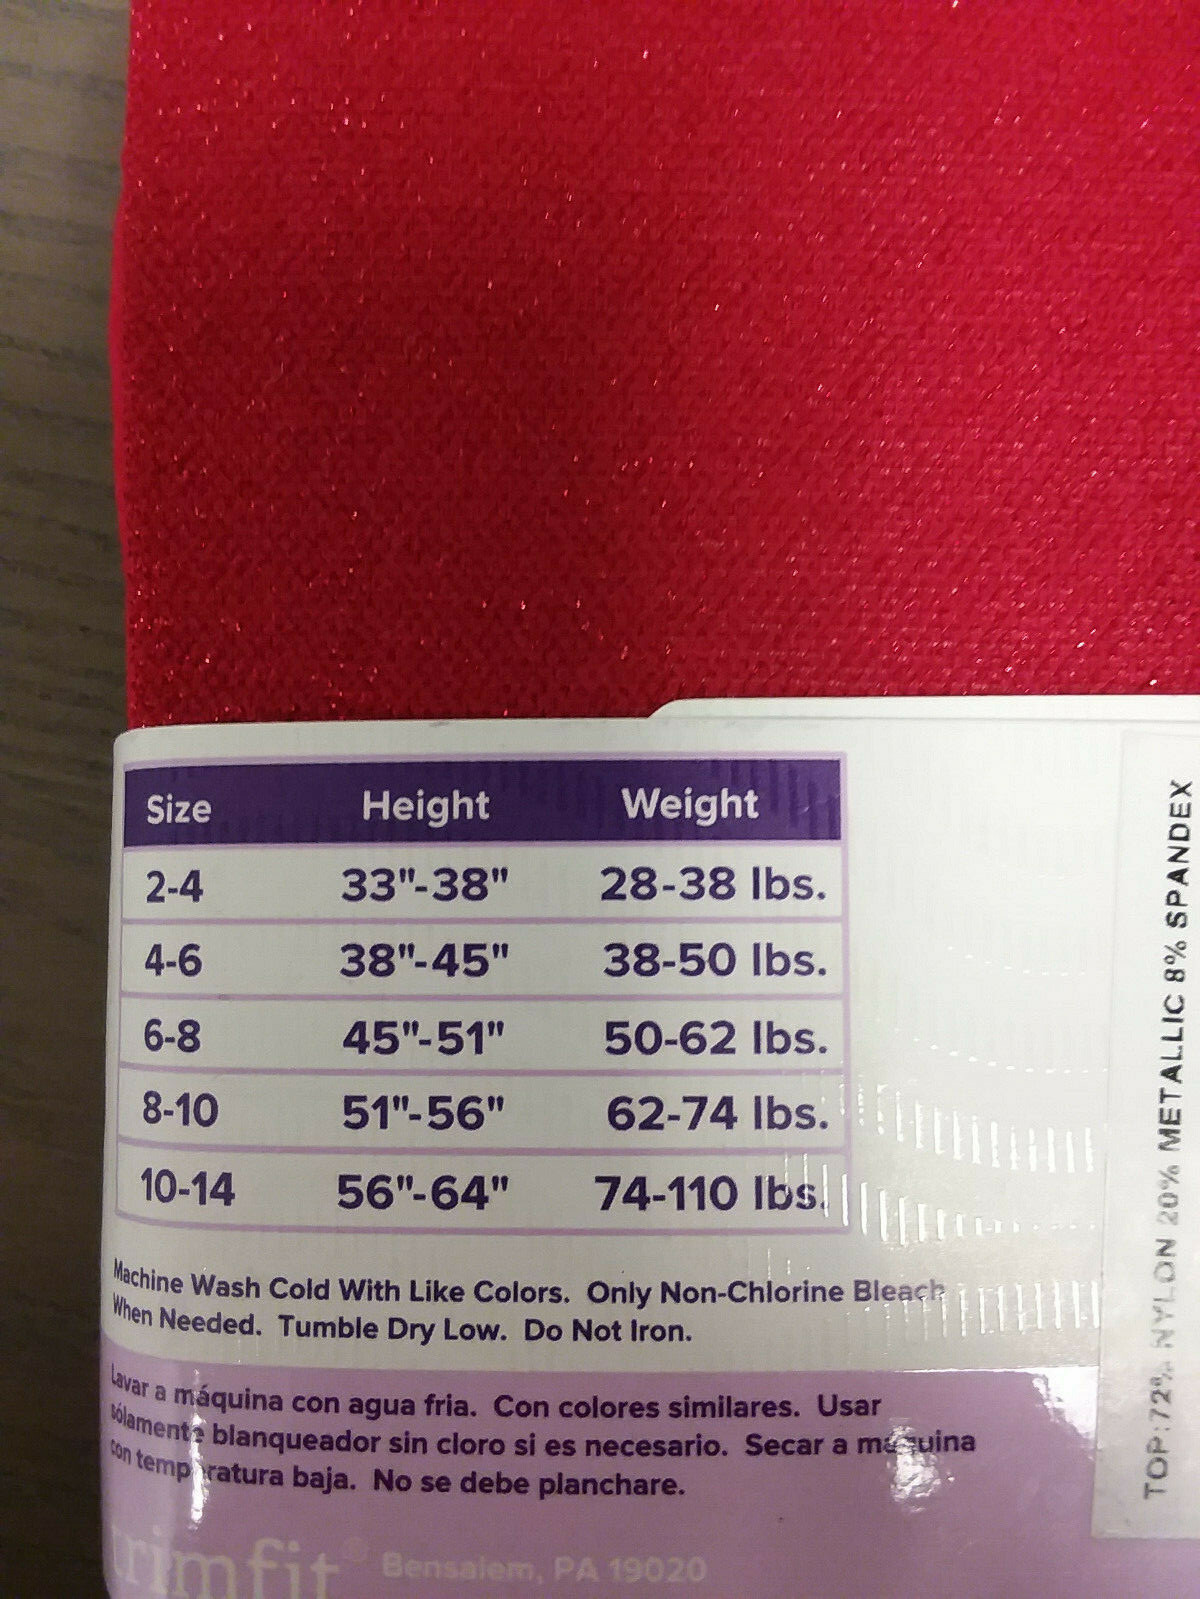 Size Height Weight
2-4 33"-38" 28-38 lbs.
4-6 38"-45" 38-50 lbs.
6-8 45"-51" 50-62 lbs.
8-10 51"-56" 62-74 lbs.
10-14 56"-64" 74-110 lbs.
Machine Wash Cold With Like Colors. Only Non-Chlorine Bleach
When Needed. Tumble Dry Low. Do Not Iron.
Lavar a máquina con agua fria. Con colores similares. Usar
sólamente blanqueador sin cloro si es necesario. Secar a máquina
con temperatura baja. No se debe planchare.
trimfit® Bensalem, PA 19020
TOP:72% NYLON 20% METALLIC 8% SPANDEX